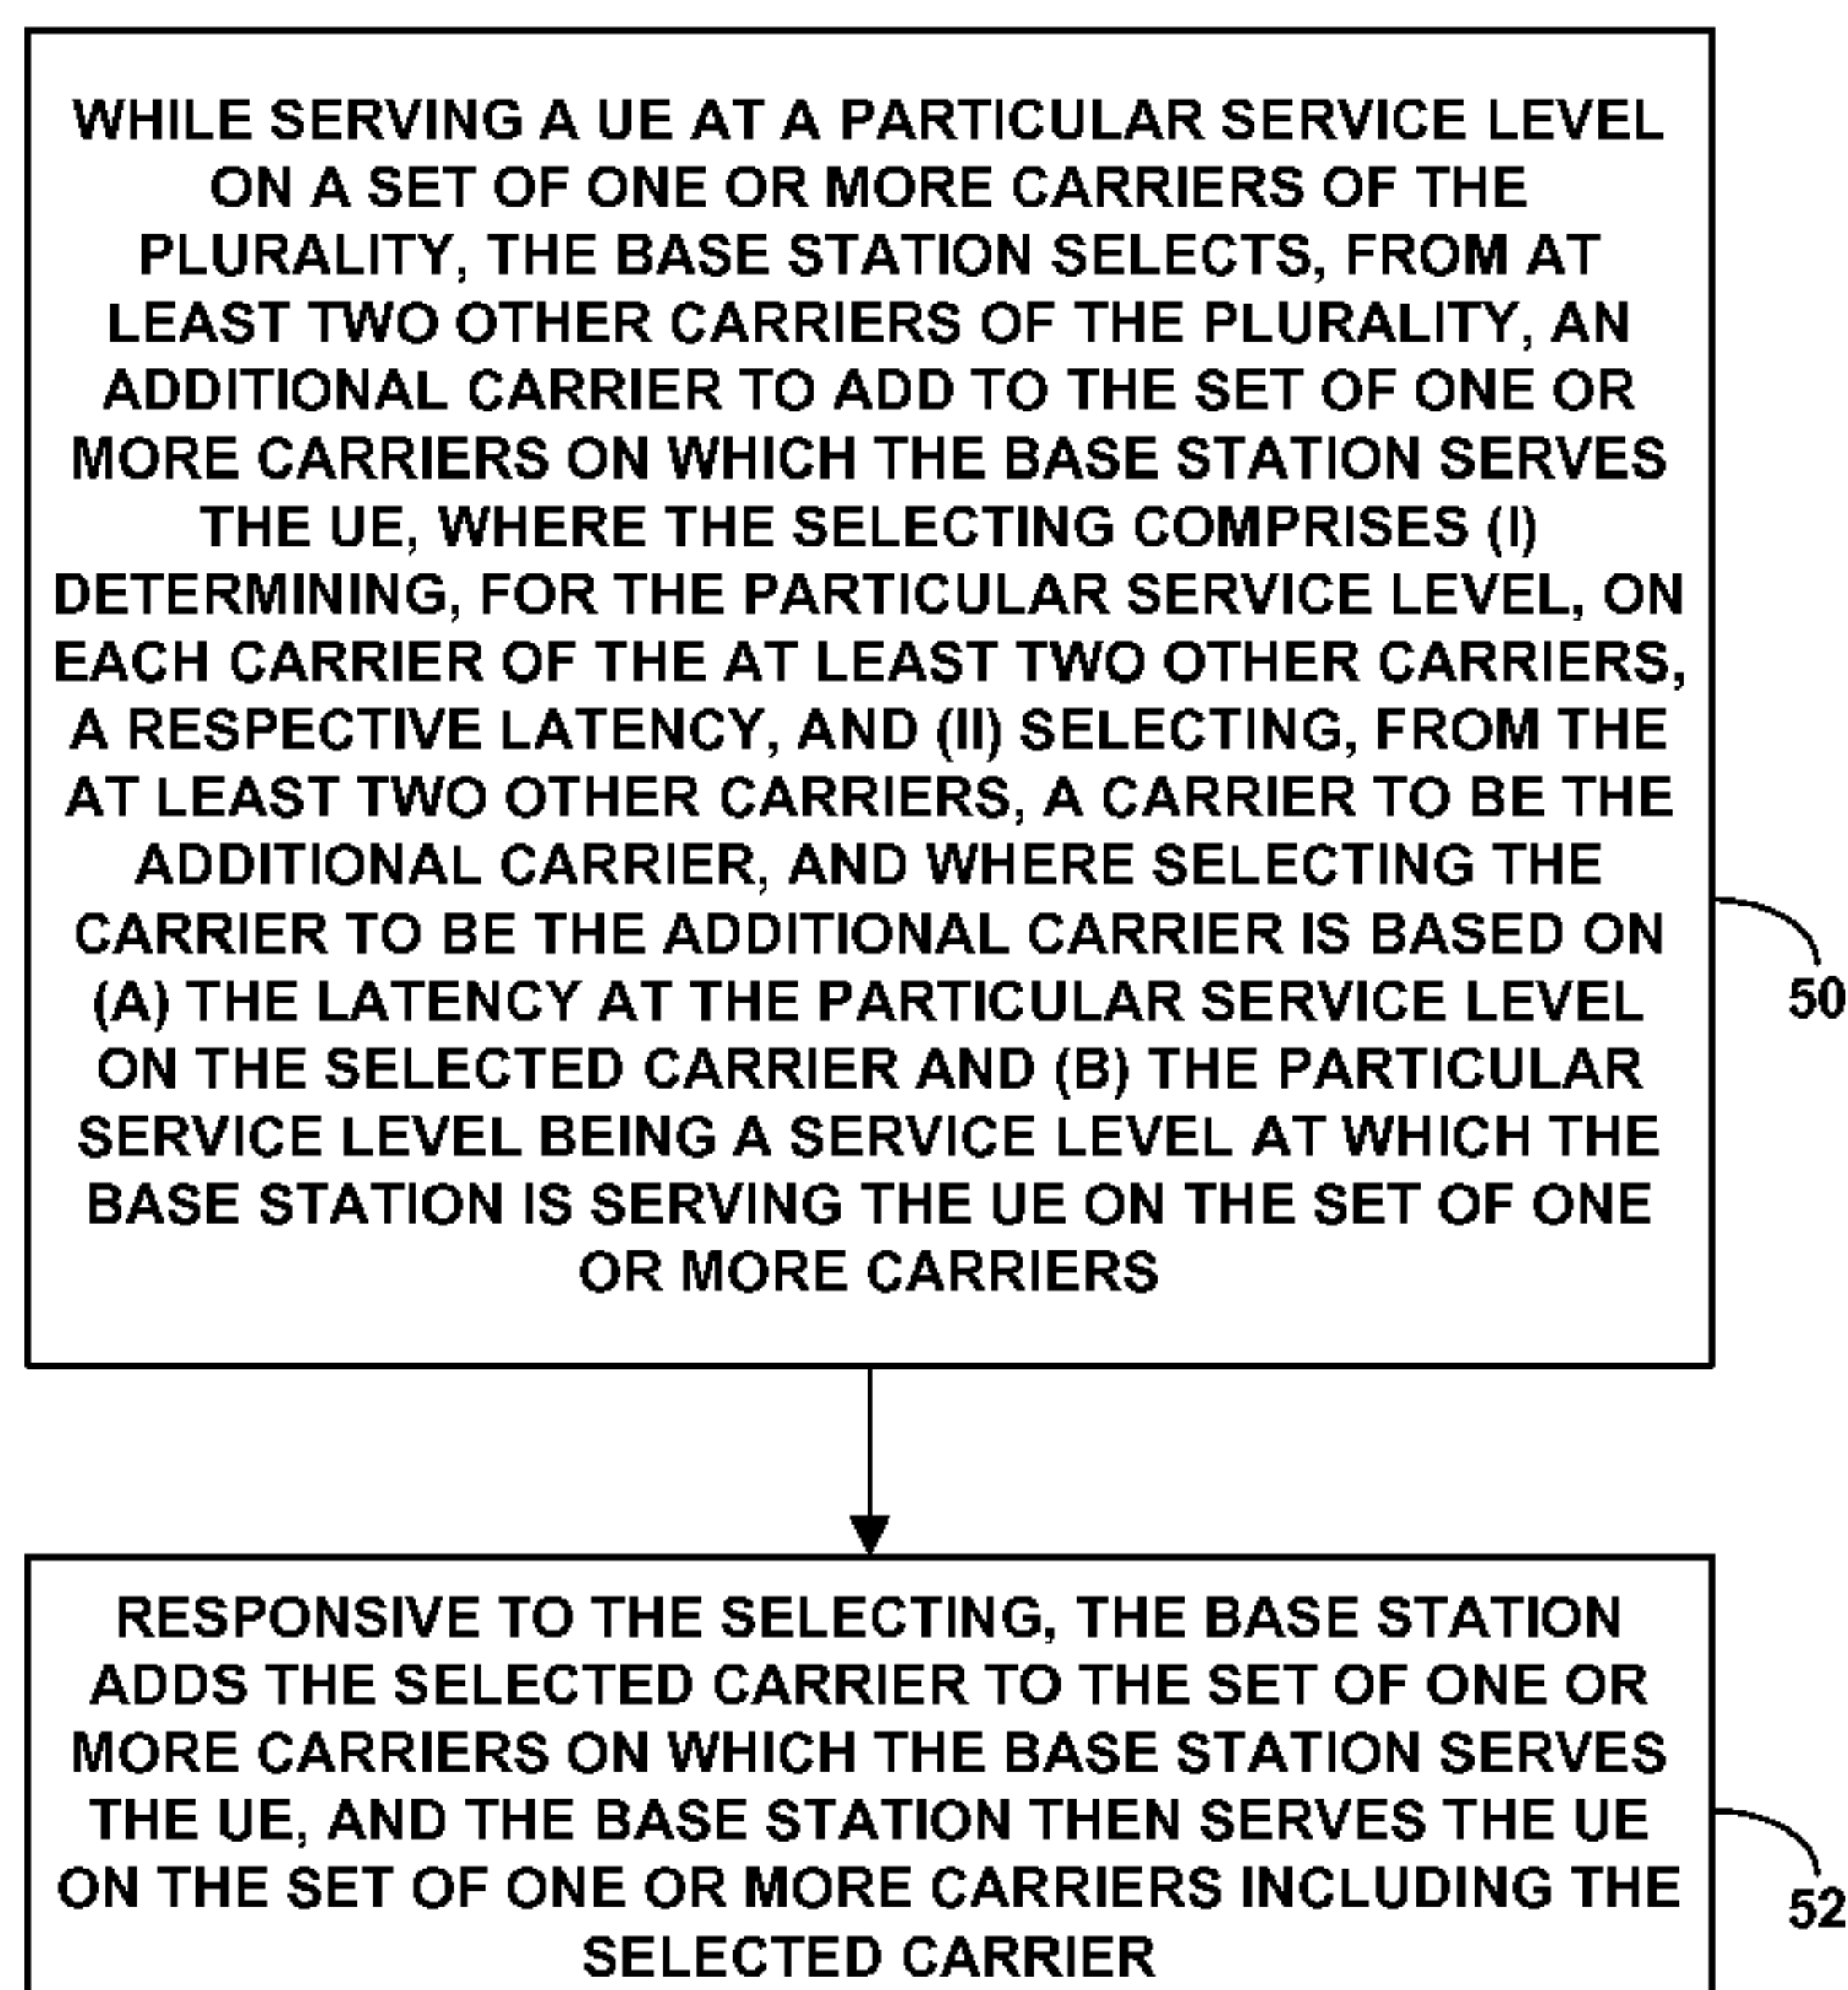 WHILE SERVING A UE AT A PARTICULAR SERVICE LEVEL
ON A SET OF ONE OR MORE CARRIERS OF THE
PLURALITY, THE BASE STATION SELECTS, FROM AT
LEAST TWO OTHER CARRIERS OF THE PLURALITY, AN
ADDITIONAL CARRIER TO ADD TO THE SET OF ONE OR
MORE CARRIERS ON WHICH THE BASE STATION SERVES
THE UE, WHERE THE SELECTING COMPRISES (I)
DETERMINING, FOR THE PARTICULAR SERVICE LEVEL, ON
EACH CARRIER OF THE AT LEAST TWO OTHER CARRIERS,
A RESPECTIVE LATENCY, AND (II) SELECTING, FROM THE
AT LEAST TWO OTHER CARRIERS, A CARRIER TO BE THE
ADDITIONAL CARRIER, AND WHERE SELECTING THE
CARRIER TO BE THE ADDITIONAL CARRIER IS BASED ON
(A) THE LATENCY AT THE PARTICULAR SERVICE LEVEL
ON THE SELECTED CARRIER AND (B) THE PARTICULAR
SERVICE LEVEL BEING A SERVICE LEVEL AT WHICH THE
BASE STATION IS SERVING THE UE ON THE SET OF ONE
OR MORE CARRIERS
50
RESPONSIVE TO THE SELECTING, THE BASE STATION
ADDS THE SELECTED CARRIER TO THE SET OF ONE OR
MORE CARRIERS ON WHICH THE BASE STATION SERVES
THE UE, AND THE BASE STATION THEN SERVES THE UE
ON THE SET OF ONE OR MORE CARRIERS INCLUDING THE
SELECTED CARRIER
52